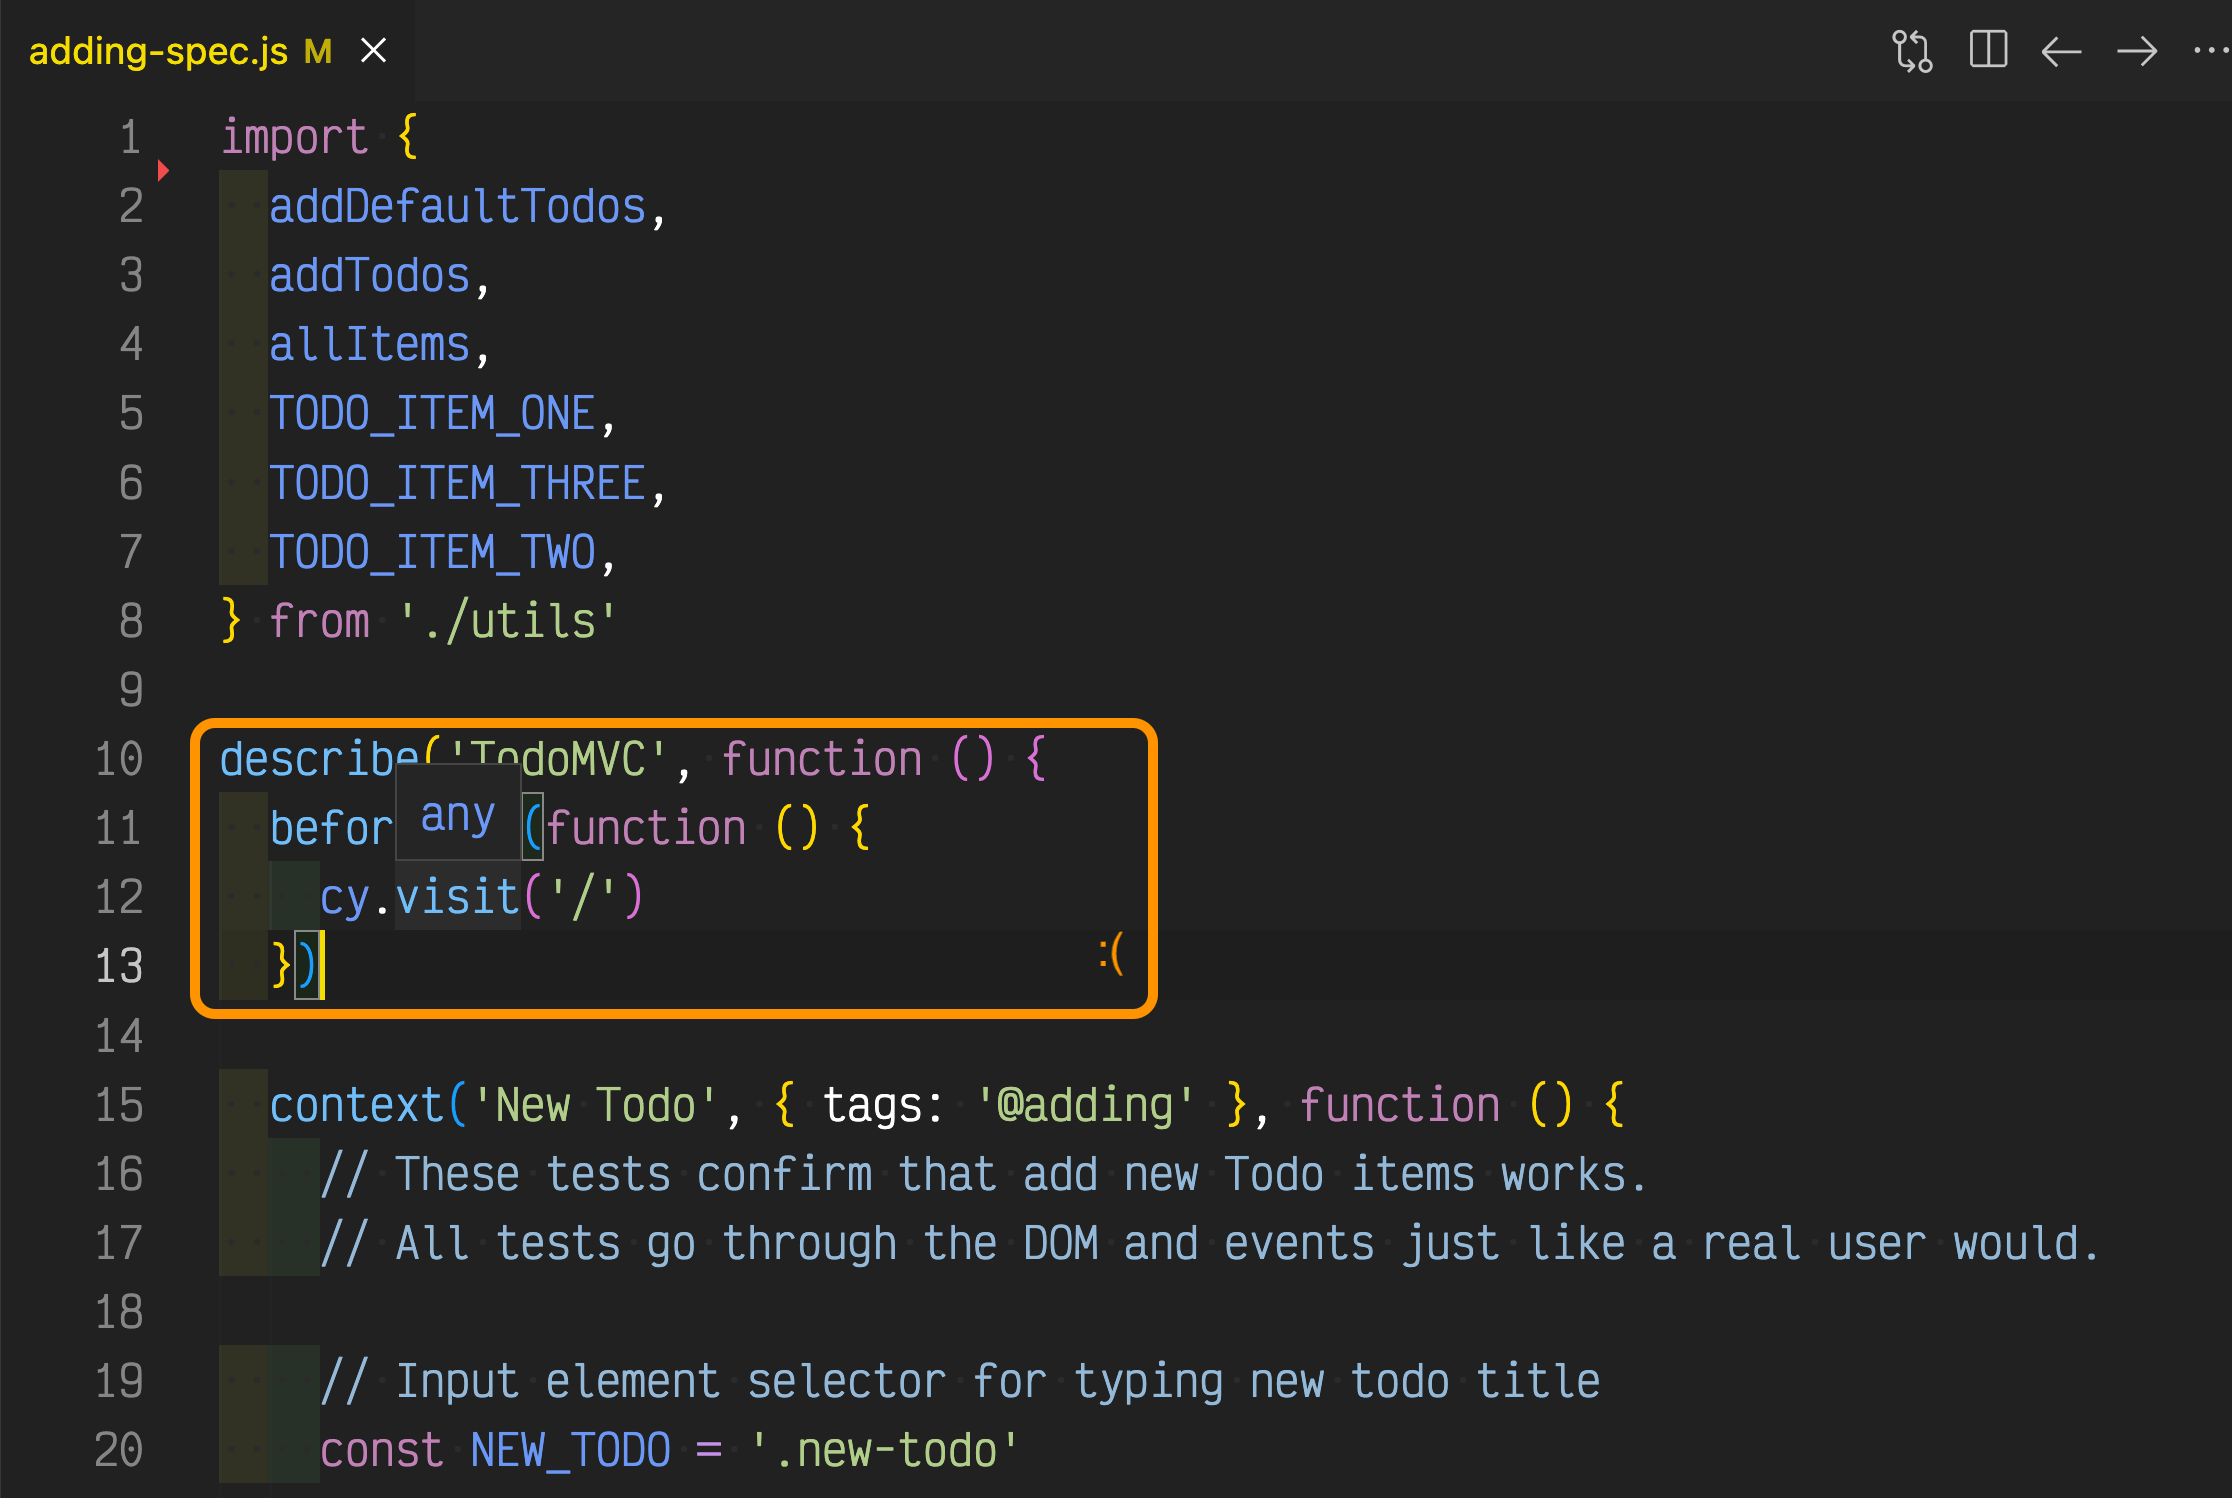 adding-spec.js M
1 import {
2 addDefaultTodos,
3 addTodos,
4 allItems,
5 TODO_ITEM_ONE,
6 TODO_ITEM_THREE,
7 TODO_ITEM_TWO,
8 } from './utils'
9
10 describe('TodoMVC', function () {
any
11 befor (function () {
12 cy.visit('/')
13 }) :(
14
15 context('New Todo', { tags: '@adding' }, function () {
16 // These tests confirm that add new Todo items works.
17 // All tests go through the DOM and events just like a real user would.
18
19 // Input element selector for typing new todo title
20 const NEW_TODO = '.new-todo'